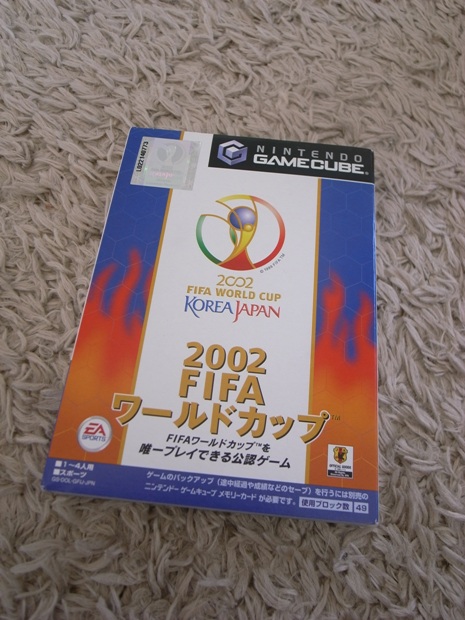 L022146773
NINTENDO
GAMECUBE
2002
FIFA WORLD CUP
KOREA JAPAN
2002
FIFA
ワールドカップ™
FIFAワールドカップ™を
唯一プレイできる公認ゲーム
EA
SPORTS
■1〜4人用
■スポーツ
ゲームのバックアップ(途中経過や成績などのセーブ)を行うには別売の
ニンテンドーゲームキューブ メモリーカードが必要です。
使用ブロック数 49